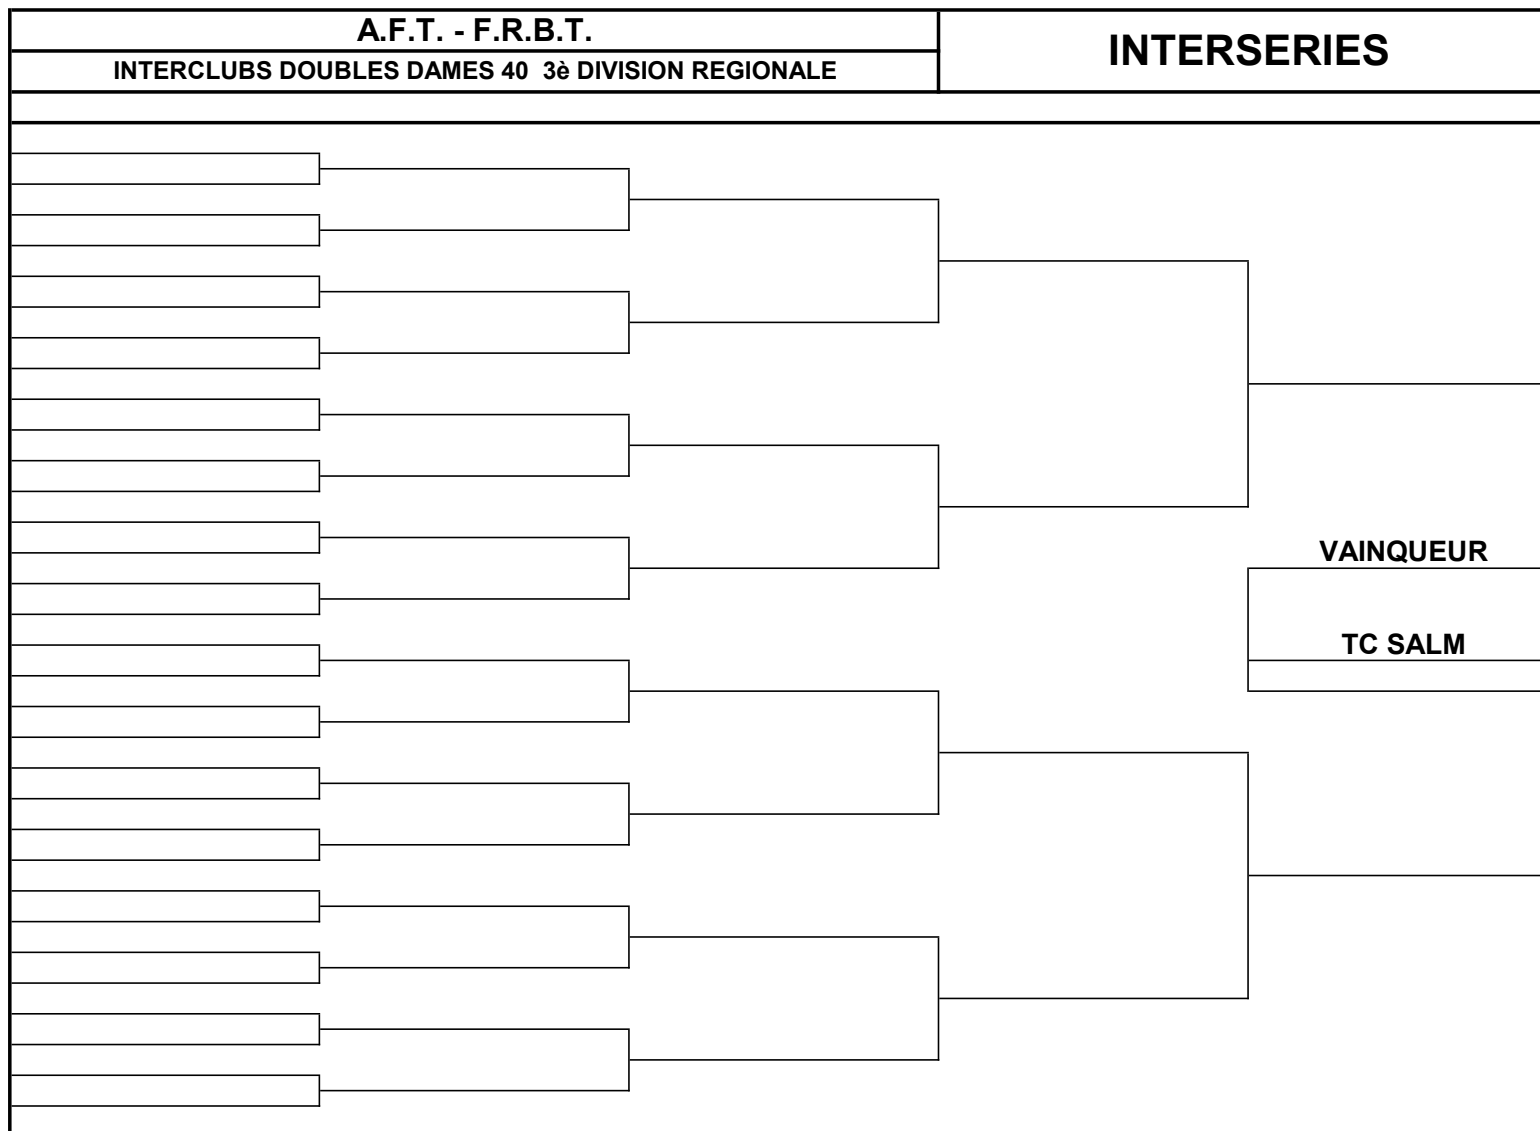 A.F.T. - F.R.B.T.
INTERCLUBS DOUBLES DAMES 40 3è DIVISION REGIONALE
INTERSERIES
VAINQUEUR
TC SALM